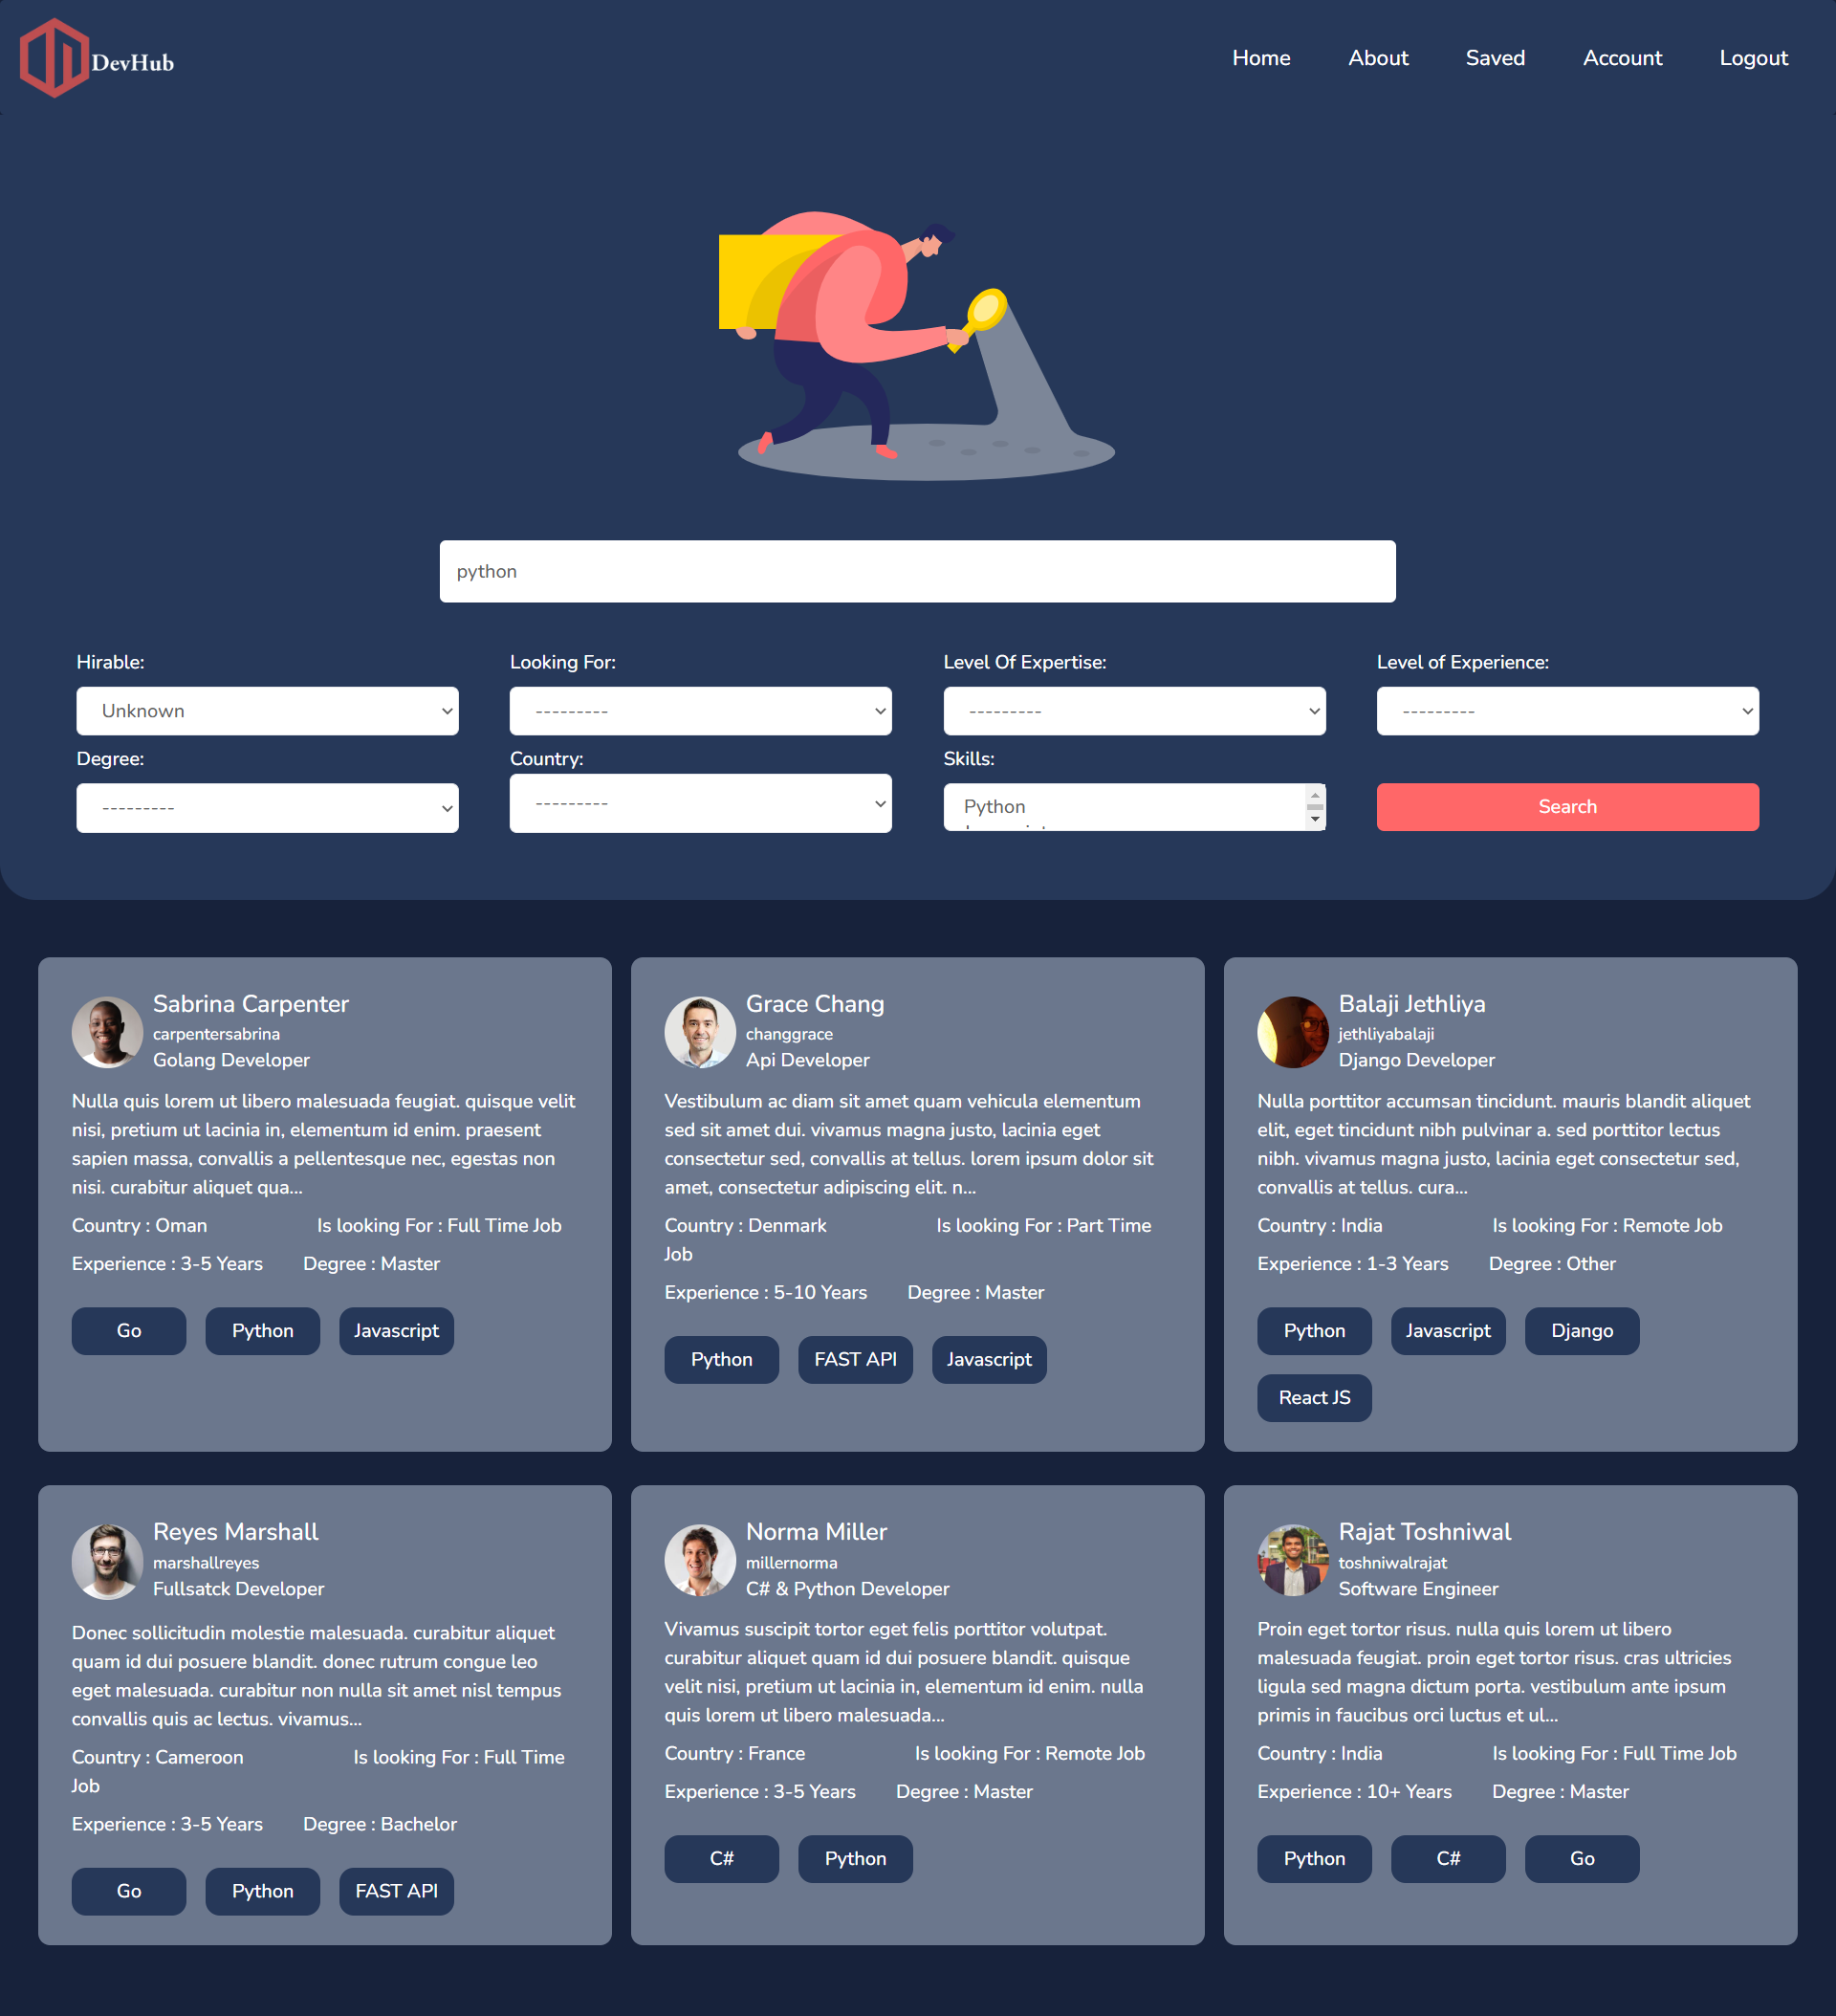 DevHub
Home About Saved Account Logout
python
Hirable: Looking For: Level Of Expertise: Level of Experience:
Unknown --------- --------- ---------
Degree: Country: Skills:
--------- --------- Python Search
Sabrina Carpenter
carpentersabrina
Golang Developer
Nulla quis lorem ut libero malesuada feugiat. quisque velit
nisi, pretium ut lacinia in, elementum id enim. praesent
sapien massa, convallis a pellentesque nec, egestas non
nisi. curabitur aliquet qua...
Country : Oman Is looking For : Full Time Job
Experience : 3-5 Years Degree : Master
Go Python Javascript
Grace Chang
changgrace
Api Developer
Vestibulum ac diam sit amet quam vehicula elementum
sed sit amet dui. vivamus magna justo, lacinia eget
consectetur sed, convallis at tellus. lorem ipsum dolor sit
amet, consectetur adipiscing elit. n...
Country : Denmark Is looking For : Part Time
Job
Experience : 5-10 Years Degree : Master
Python FAST API Javascript
Balaji Jethliya
jethliyabalaji
Django Developer
Nulla porttitor accumsan tincidunt. mauris blandit aliquet
elit, eget tincidunt nibh pulvinar a. sed porttitor lectus
nibh. vivamus magna justo, lacinia eget consectetur sed,
convallis at tellus. cura...
Country : India Is looking For : Remote Job
Experience : 1-3 Years Degree : Other
Python Javascript Django
React JS
Reyes Marshall
marshallreyes
Fullsatck Developer
Donec sollicitudin molestie malesuada. curabitur aliquet
quam id dui posuere blandit. donec rutrum congue leo
eget malesuada. curabitur non nulla sit amet nisl tempus
convallis quis ac lectus. vivamus...
Country : Cameroon Is looking For : Full Time
Job
Experience : 3-5 Years Degree : Bachelor
Go Python FAST API
Norma Miller
millernorma
C# & Python Developer
Vivamus suscipit tortor eget felis porttitor volutpat.
curabitur aliquet quam id dui posuere blandit. quisque
velit nisi, pretium ut lacinia in, elementum id enim. nulla
quis lorem ut libero malesuada...
Country : France Is looking For : Remote Job
Experience : 3-5 Years Degree : Master
C# Python
Rajat Toshniwal
toshniwalrajat
Software Engineer
Proin eget tortor risus. nulla quis lorem ut libero
malesuada feugiat. proin eget tortor risus. cras ultricies
ligula sed magna dictum porta. vestibulum ante ipsum
primis in faucibus orci luctus et ul...
Country : India Is looking For : Full Time Job
Experience : 10+ Years Degree : Master
Python C# Go